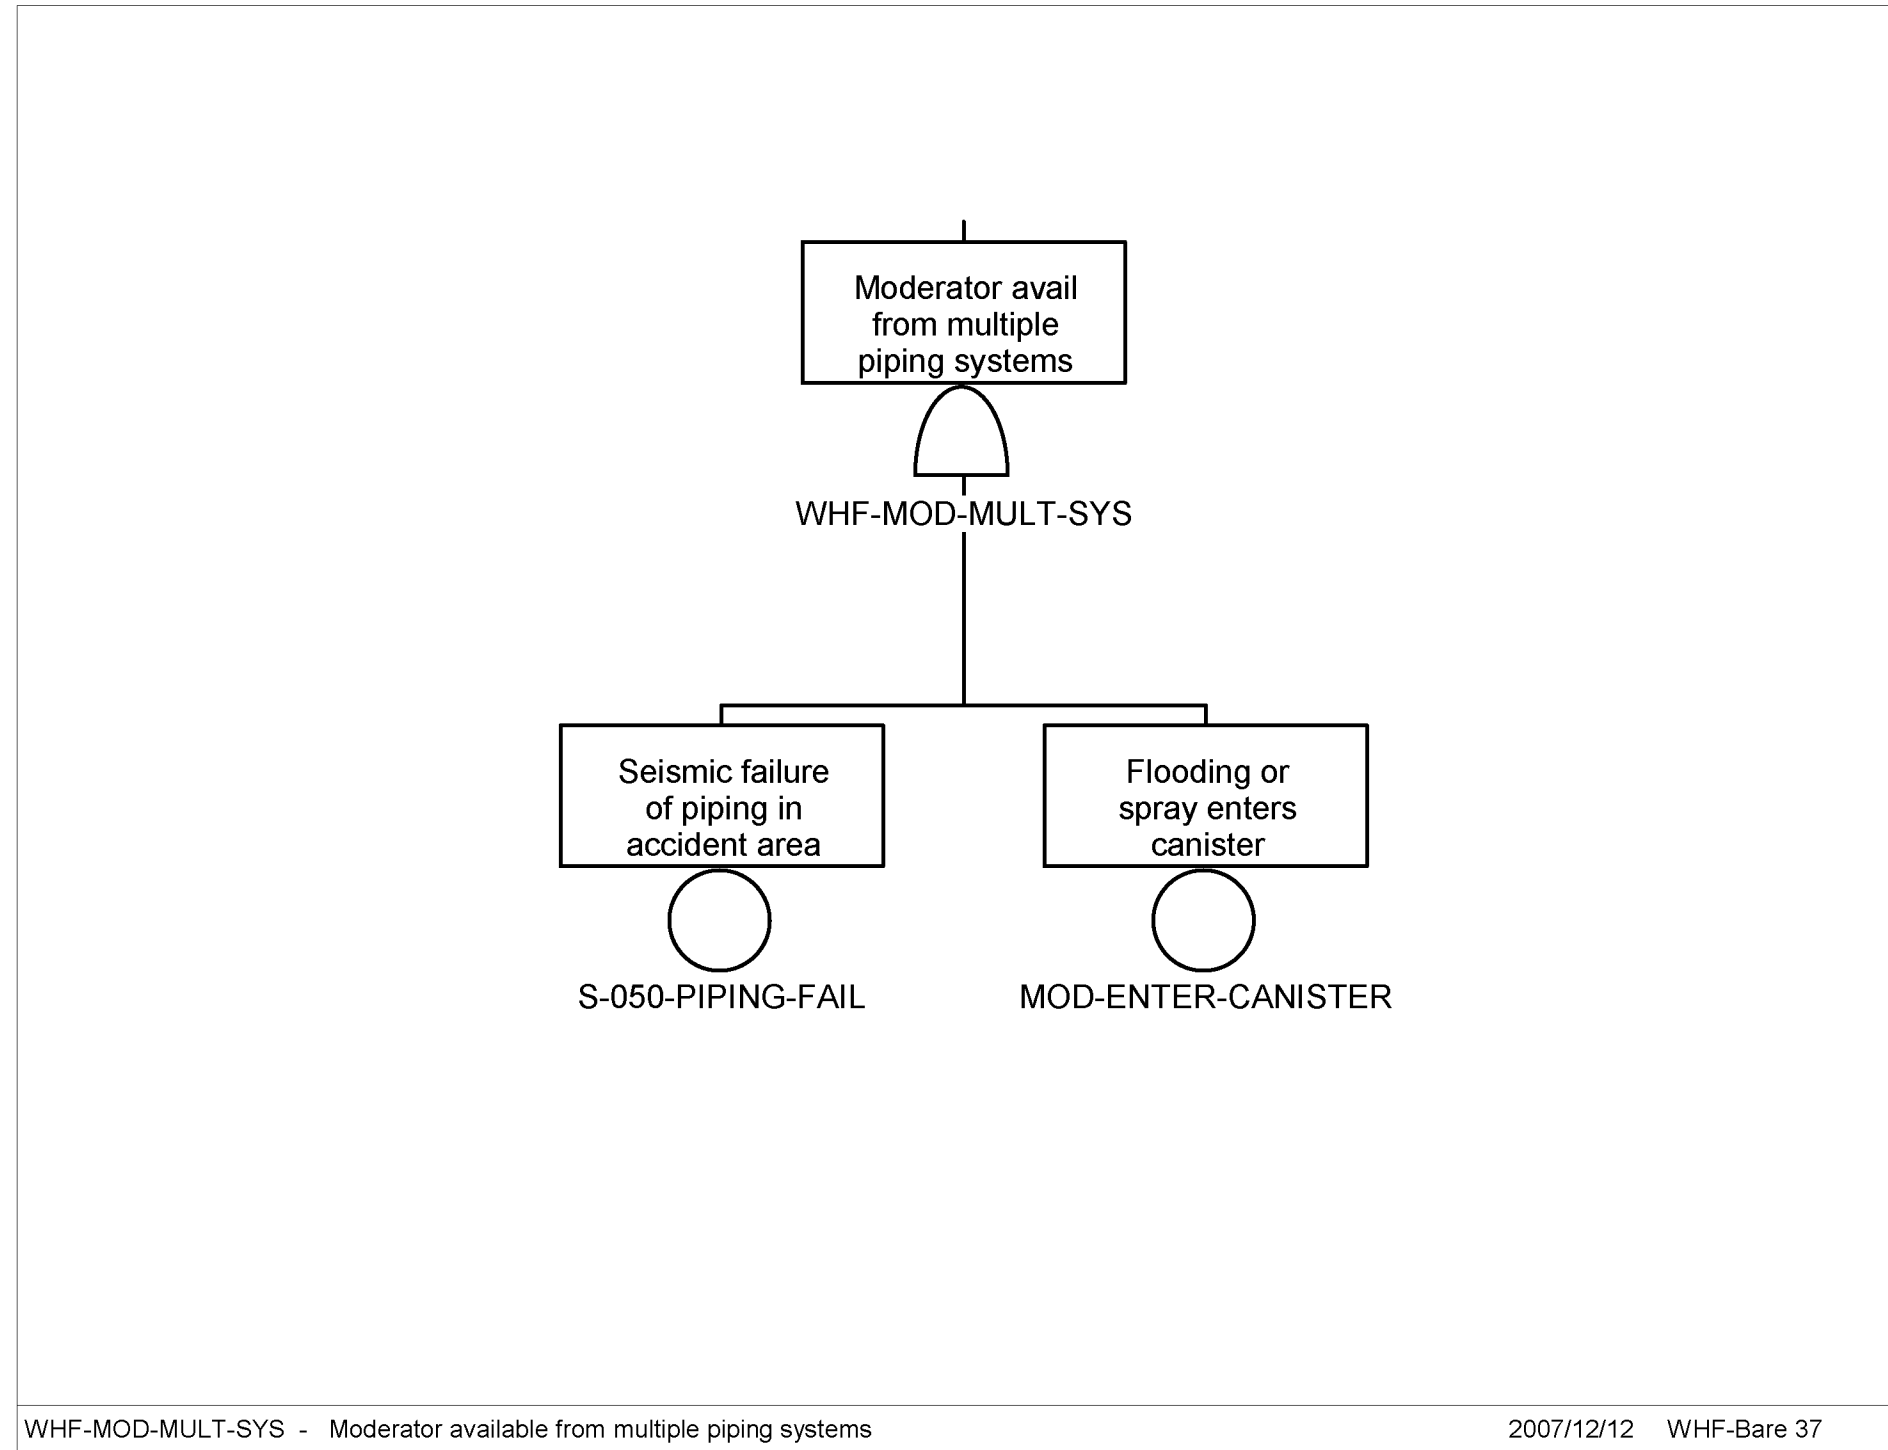 Moderator avail
from multiple
piping systems
WHF-MOD-MULT-SYS
Seismic failure
of piping in
accident area
S-050-PIPING-FAIL
Flooding or
spray enters
canister
MOD-ENTER-CANISTER
WHF-MOD-MULT-SYS - Moderator available from multiple piping systems 2007/12/12 WHF-Bare 37